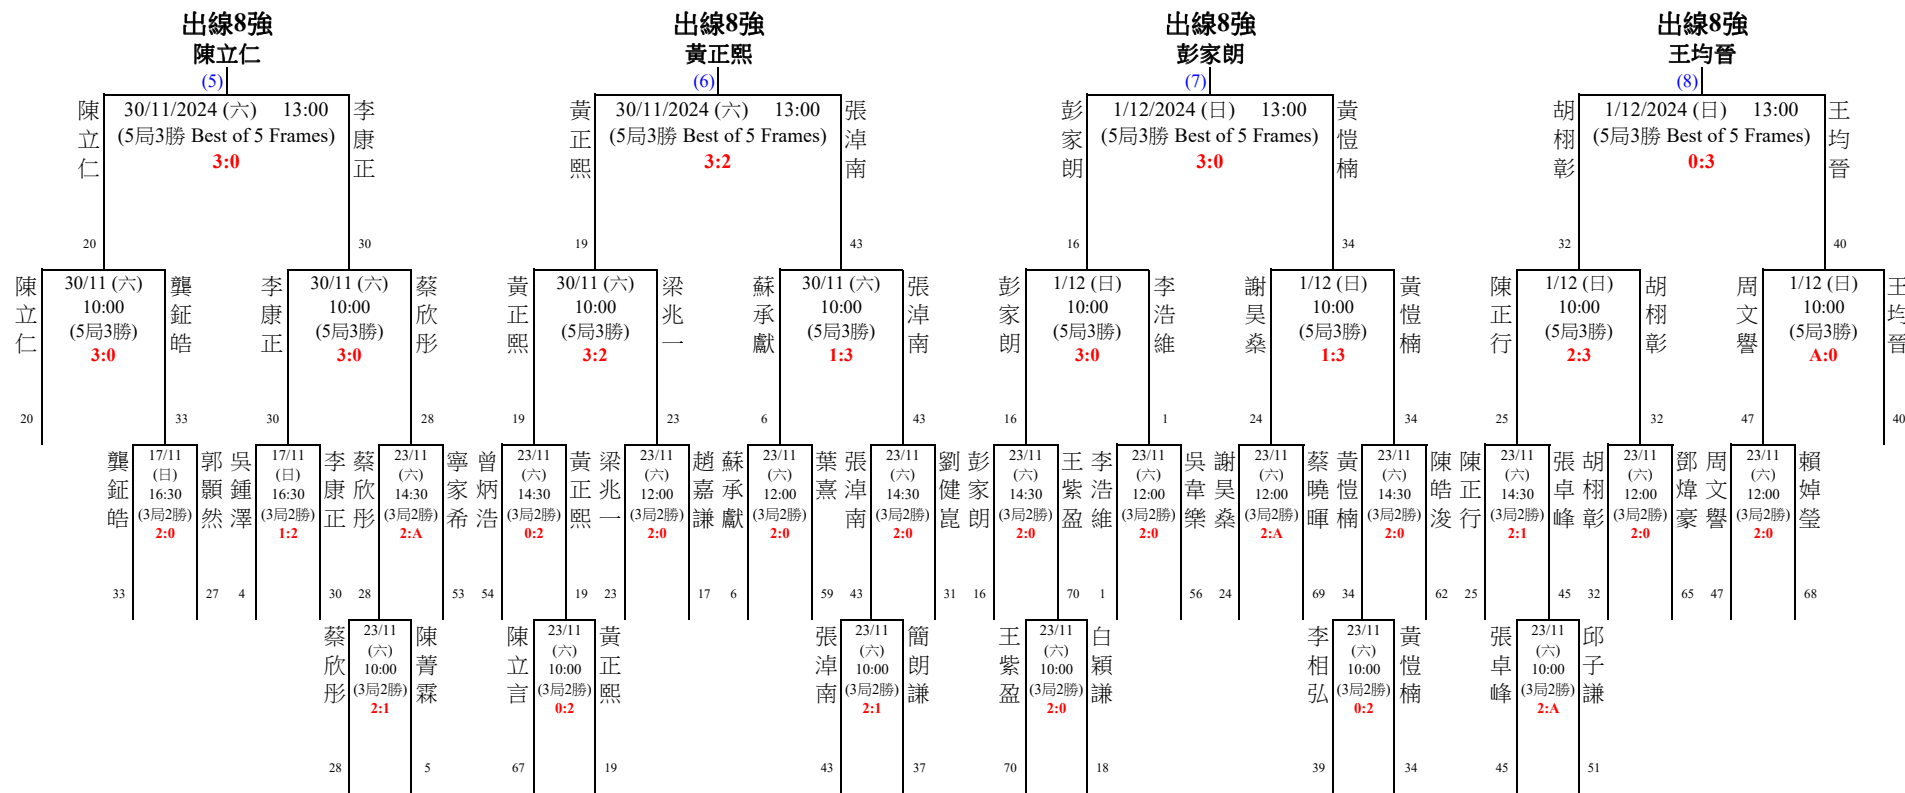 出線8強
陳立仁
(5)
出線8強
黃正熙
(6)
出線8強
彭家朗
(7)
出線8強
王均晉
(8)
陳立仁
30/11/2024 (六) 13:00
(5局3勝 Best of 5 Frames)
3:0
李康正
20
30
黃正熙
30/11/2024 (六) 13:00
(5局3勝 Best of 5 Frames)
3:2
張淖南
19
43
彭家朗
1/12/2024 (日) 13:00
(5局3勝 Best of 5 Frames)
3:0
黃愷楠
16
34
胡栩彰
1/12/2024 (日) 13:00
(5局3勝 Best of 5 Frames)
0:3
王均晉
32
40
陳立仁
30/11 (六)
10:00
(5局3勝)
3:0
龔鉦皓
20
33
李康正
30/11 (六)
10:00
(5局3勝)
3:0
蔡欣彤
30
28
黃正熙
30/11 (六)
10:00
(5局3勝)
3:2
梁兆一
19
23
蘇承獻
30/11 (六)
10:00
(5局3勝)
1:3
張淖南
6
43
彭家朗
1/12 (日)
10:00
(5局3勝)
3:0
李浩維
16
1
謝昊燊
1/12 (日)
10:00
(5局3勝)
1:3
黃愷楠
24
34
陳正行
1/12 (日)
10:00
(5局3勝)
2:3
胡栩彰
25
32
周文譽
1/12 (日)
10:00
(5局3勝)
A:0
王均晉
47
40
龔鉦皓
17/11
(日)
16:30
(3局2勝)
2:0
郭顥然
33
27
吳鍾澤
17/11
(日)
16:30
(3局2勝)
1:2
李康正
4
30
蔡欣彤
23/11
(六)
14:30
(3局2勝)
2:A
寧家希
28
53
曾炳浩
23/11
(六)
14:30
(3局2勝)
0:2
黃正熙
54
19
梁兆一
23/11
(六)
12:00
(3局2勝)
2:0
趙嘉謙
23
17
蘇承獻
23/11
(六)
12:00
(3局2勝)
2:0
葉熹
6
59
張淖南
23/11
(六)
14:30
(3局2勝)
2:0
劉健崑
43
31
彭家朗
23/11
(六)
14:30
(3局2勝)
2:0
王紫盈
16
70
李浩維
23/11
(六)
12:00
(3局2勝)
2:0
吳韋樂
1
56
謝昊燊
23/11
(六)
12:00
(3局2勝)
2:A
蔡曉暉
24
69
黃愷楠
23/11
(六)
14:30
(3局2勝)
2:0
陳皓浚
34
62
陳正行
23/11
(六)
14:30
(3局2勝)
2:1
張卓峰
25
45
胡栩彰
23/11
(六)
12:00
(3局2勝)
2:0
鄧煒豪
32
65
周文譽
23/11
(六)
12:00
(3局2勝)
2:0
賴婥瑩
47
68
蔡欣彤
23/11
(六)
10:00
(3局2勝)
2:1
陳菁霖
28
5
陳立言
23/11
(六)
10:00
(3局2勝)
0:2
黃正熙
67
19
張淖南
23/11
(六)
10:00
(3局2勝)
2:1
簡朗謙
43
37
王紫盈
23/11
(六)
10:00
(3局2勝)
2:0
白穎謙
70
18
李相弘
23/11
(六)
10:00
(3局2勝)
0:2
黃愷楠
39
34
張卓峰
23/11
(六)
10:00
(3局2勝)
2:A
邱子謙
45
51